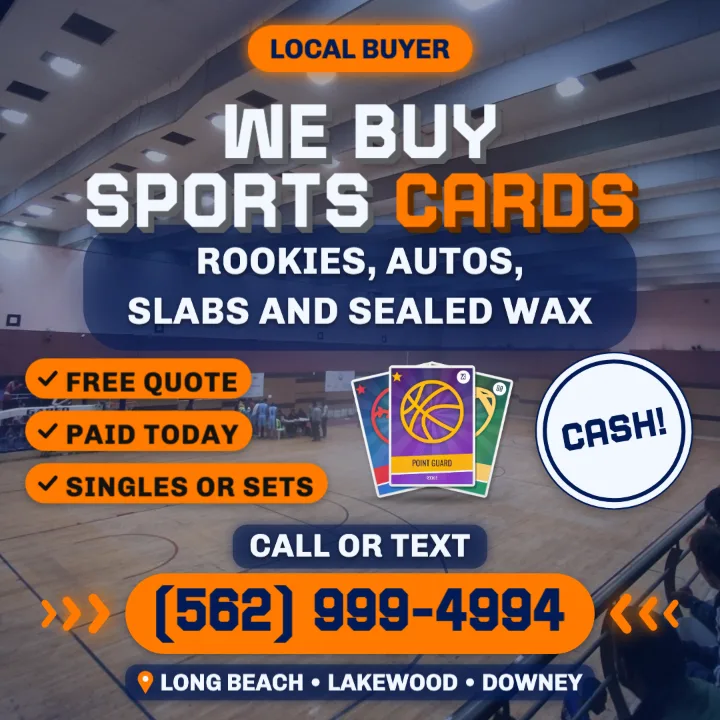 LOCAL BUYER
WE BUY
SPORTS CARDS
ROOKIES, AUTOS,
SLABS AND SEALED WAX
FREE QUOTE
PAID TODAY
SINGLES OR SETS
POINT GUARD
CASH!
CALL OR TEXT
(562) 999-4994
LONG BEACH • LAKEWOOD • DOWNEY